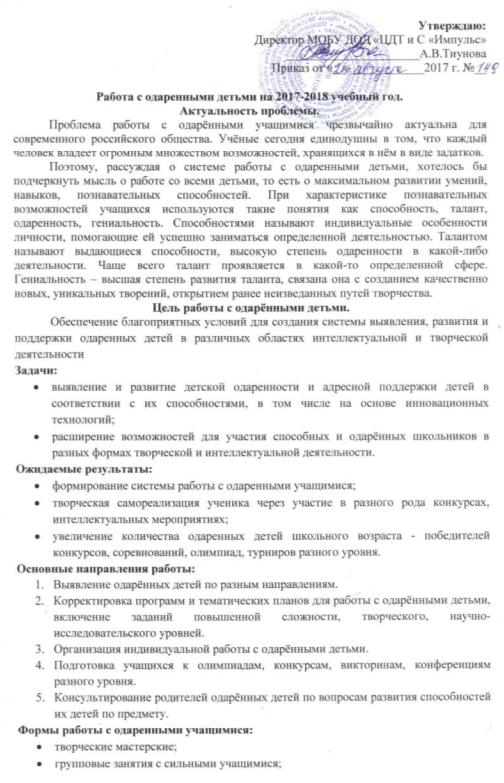 Утверждаю:
Директор МОБУ ДОД «ЦДТ и С «Импульс»
А.В.Тиунова
Приказ от « августа 2017 г. № 149
Работа с одаренными детьми на 2017-2018 учебный год.
Актуальность проблемы.
Проблема работы с одарёнными учащимися чрезвычайно актуальна для
современного российского общества. Учёные сегодня единодушны в том, что каждый
человек владеет огромным множеством возможностей, хранящихся в нём в виде задатков.
Поэтому, рассуждая о системе работы с одаренными детьми, хотелось бы
подчеркнуть мысль о работе со всеми детьми, то есть о максимальном развитии умений,
навыков, познавательных способностей. При характеристике познавательных
возможностей учащихся используются такие понятия как способность, талант,
одаренность, гениальность. Способностями называют индивидуальные особенности
личности, помогающие ей успешно заниматься определенной деятельностью. Талантом
называют выдающиеся способности, высокую степень одаренности в какой-либо
деятельности. Чаще всего талант проявляется в какой-то определенной сфере.
Гениальность – высшая степень развития таланта, связана она с созданием качественно
новых, уникальных творений, открытием ранее неизведанных путей творчества.
Цель работы с одарёнными детьми.
Обеспечение благоприятных условий для создания системы выявления, развития и
поддержки одаренных детей в различных областях интеллектуальной и творческой
деятельности
Задачи:
• выявление и развитие детской одаренности и адресной поддержки детей в
соответствии с их способностями, в том числе на основе инновационных
технологий;
• расширение возможностей для участия способных и одарённых школьников в
разных формах творческой и интеллектуальной деятельности.
Ожидаемые результаты:
• формирование системы работы с одаренными учащимися;
• творческая самореализация ученика через участие в разного рода конкурсах,
интеллектуальных мероприятиях;
• увеличение количества одаренных детей школьного возраста - победителей
конкурсов, соревнований, олимпиад, турниров разного уровня.
Основные направления работы:
1. Выявление одарённых детей по разным направлениям.
2. Корректировка программ и тематических планов для работы с одарёнными детьми,
включение заданий повышенной сложности, творческого, научно-
исследовательского уровней.
3. Организация индивидуальной работы с одарёнными детьми.
4. Подготовка учащихся к олимпиадам, конкурсам, викторинам, конференциям
разного уровня.
5. Консультирование родителей одарённых детей по вопросам развития способностей
их детей по предмету.
Формы работы с одаренными учащимися:
• творческие мастерские;
• групповые занятия с сильными учащимися;